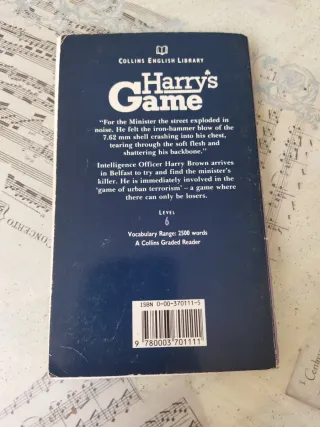 COLLINS ENGLISH LIBRARY
Harry's
Game
"For the Minister the street exploded in
noise. He felt the iron-hammer blow of the
7.62 mm shell crashing into his chest,
tearing through the soft flesh and
shattering his backbone."
Intelligence Officer Harry Brown arrives
in Belfast to try and find the minister's
killer. He is immediately involved in the
'game of urban terrorism' – a game where
there can only be losers.
LEVEL
6
Vocabulary Range: 2500 words
A Collins Graded Reader
ISBN 0-00-370111-5
9 780003 701111